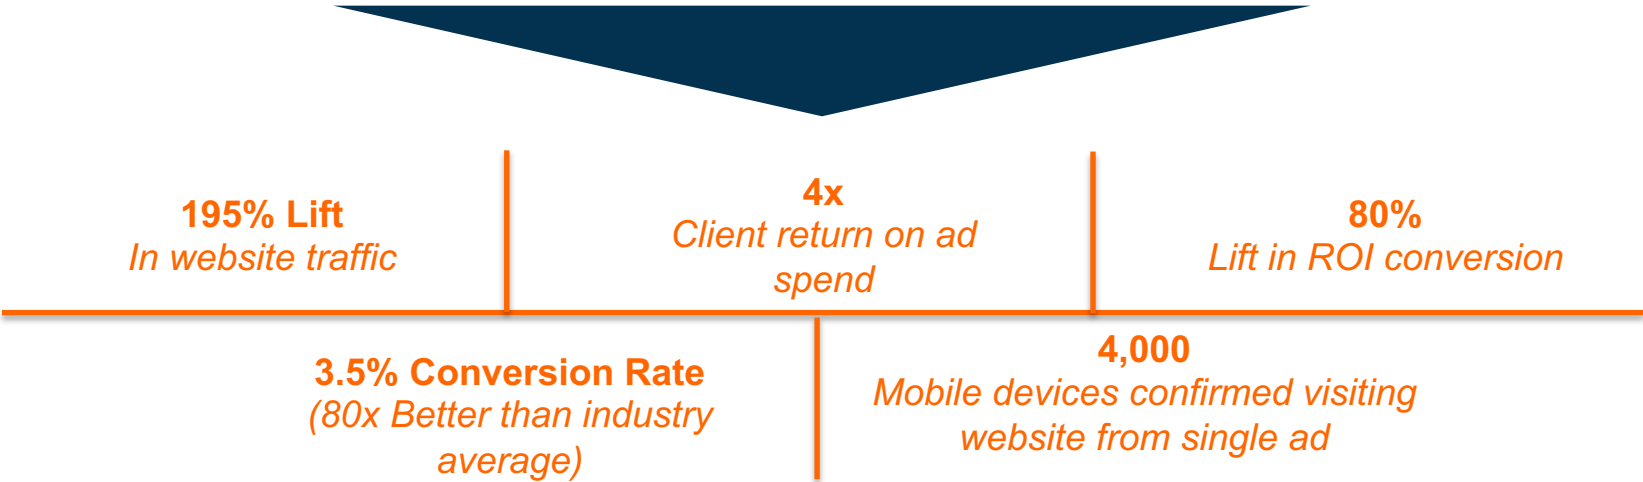 195% Lift
In website traffic
4x
Client return on ad
spend
80%
Lift in ROI conversion
3.5% Conversion Rate
(80x Better than industry
average)
4,000
Mobile devices confirmed visiting
website from single ad